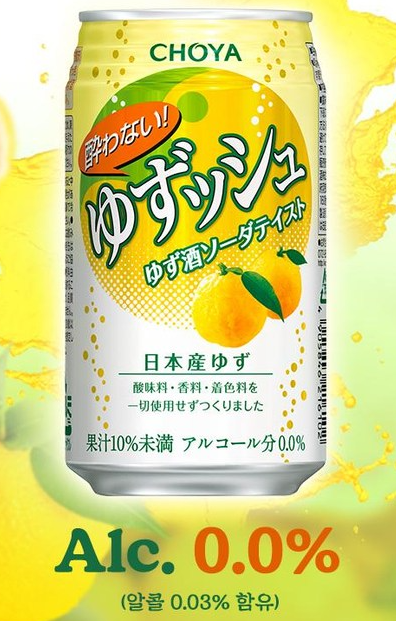 CHOYA
酔わない!
ゆずッシュ
ゆず酒ソーダテイスト
日本産ゆず
酸味料・香料・着色料を
一切使用せずつくりました
果汁10%未満 アルコール分0.0%
Alc. 0.0%
(알콜 0.03% 함유)